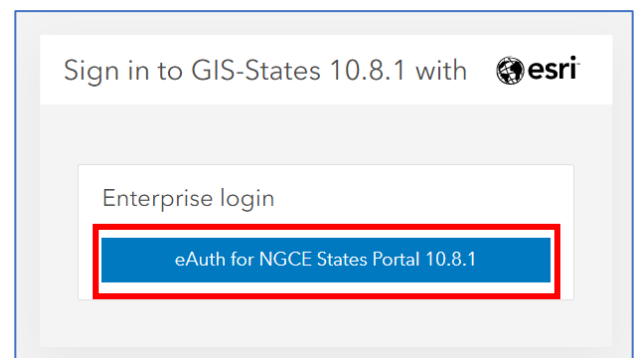 Sign in to GIS-States 10.8.1 with esri
Enterprise login
eAuth for NGCE States Portal 10.8.1